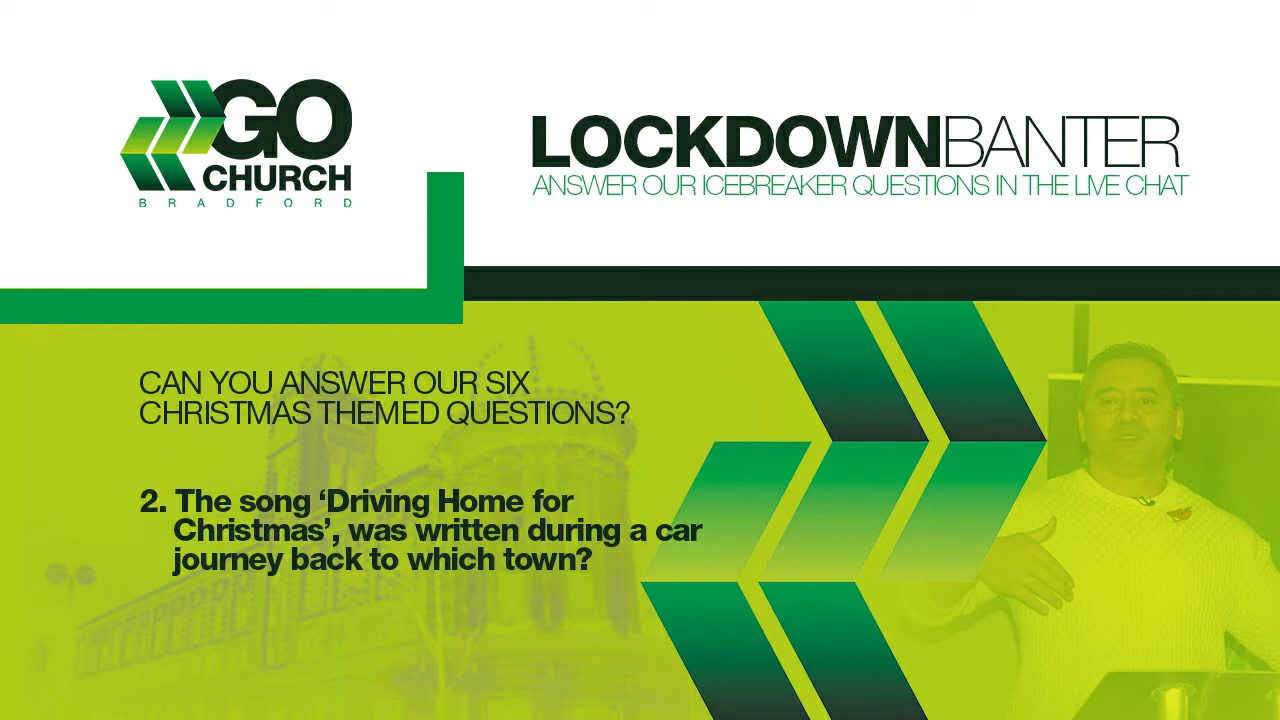 GO
CHURCH
BRADFORD
LOCKDOWNBANTER
ANSWER OUR ICEBREAKER QUESTIONS IN THE LIVE CHAT
CAN YOU ANSWER OUR SIX
CHRISTMAS THEMED QUESTIONS?
2. The song ‘Driving Home for
Christmas’, was written during a car
journey back to which town?